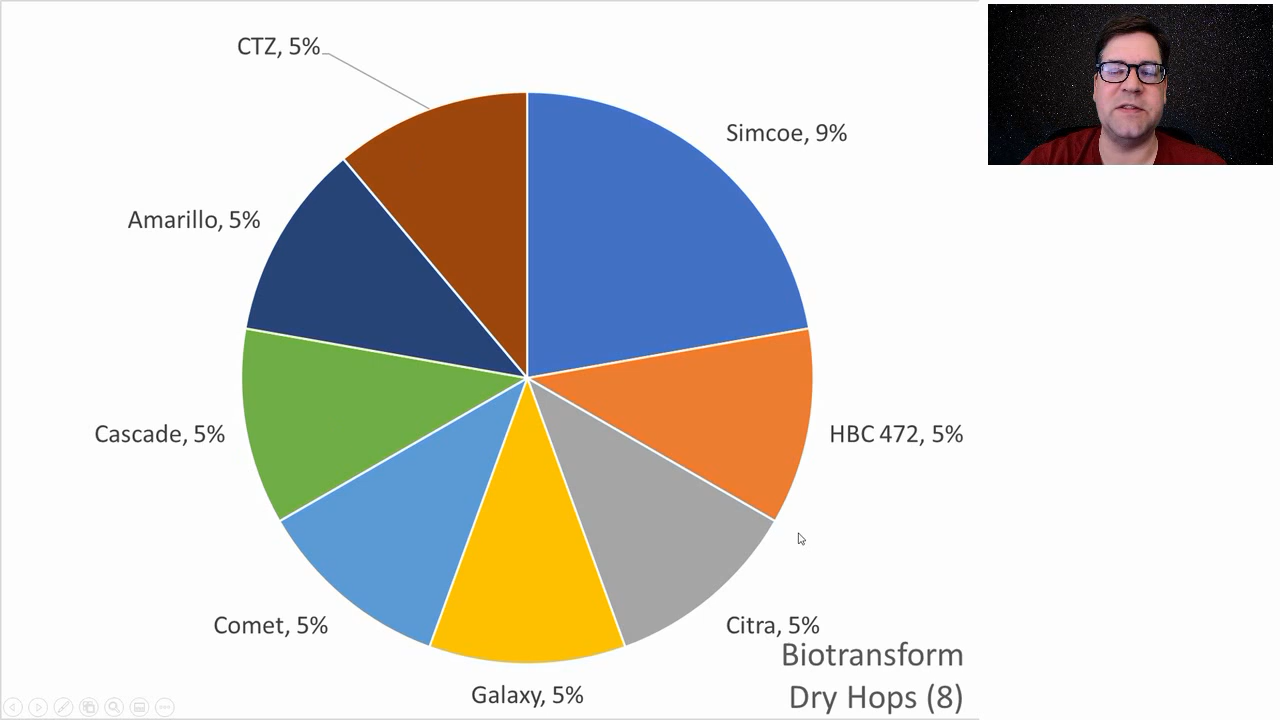 CTZ, 5%
Simcoe, 9%
Amarillo, 5%
Cascade, 5%
HBC 472, 5%
Comet, 5%
Citra, 5%
Galaxy, 5%
Biotransform
Dry Hops (8)